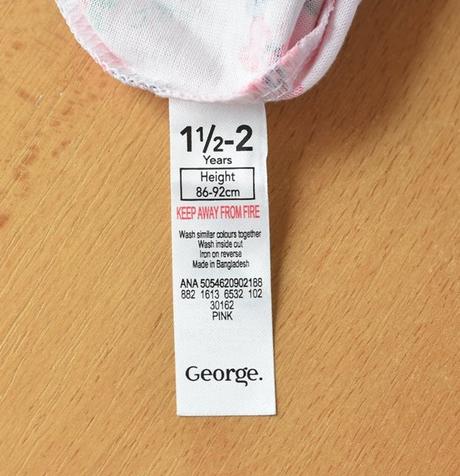 1½-2
Years
Height
86-92cm
KEEP AWAY FROM FIRE
Wash similar colours together
Wash inside out
Iron on reverse
Made in Bangladesh
ANA 5054620902188
882 1613 6532 102
30162
PINK
George.